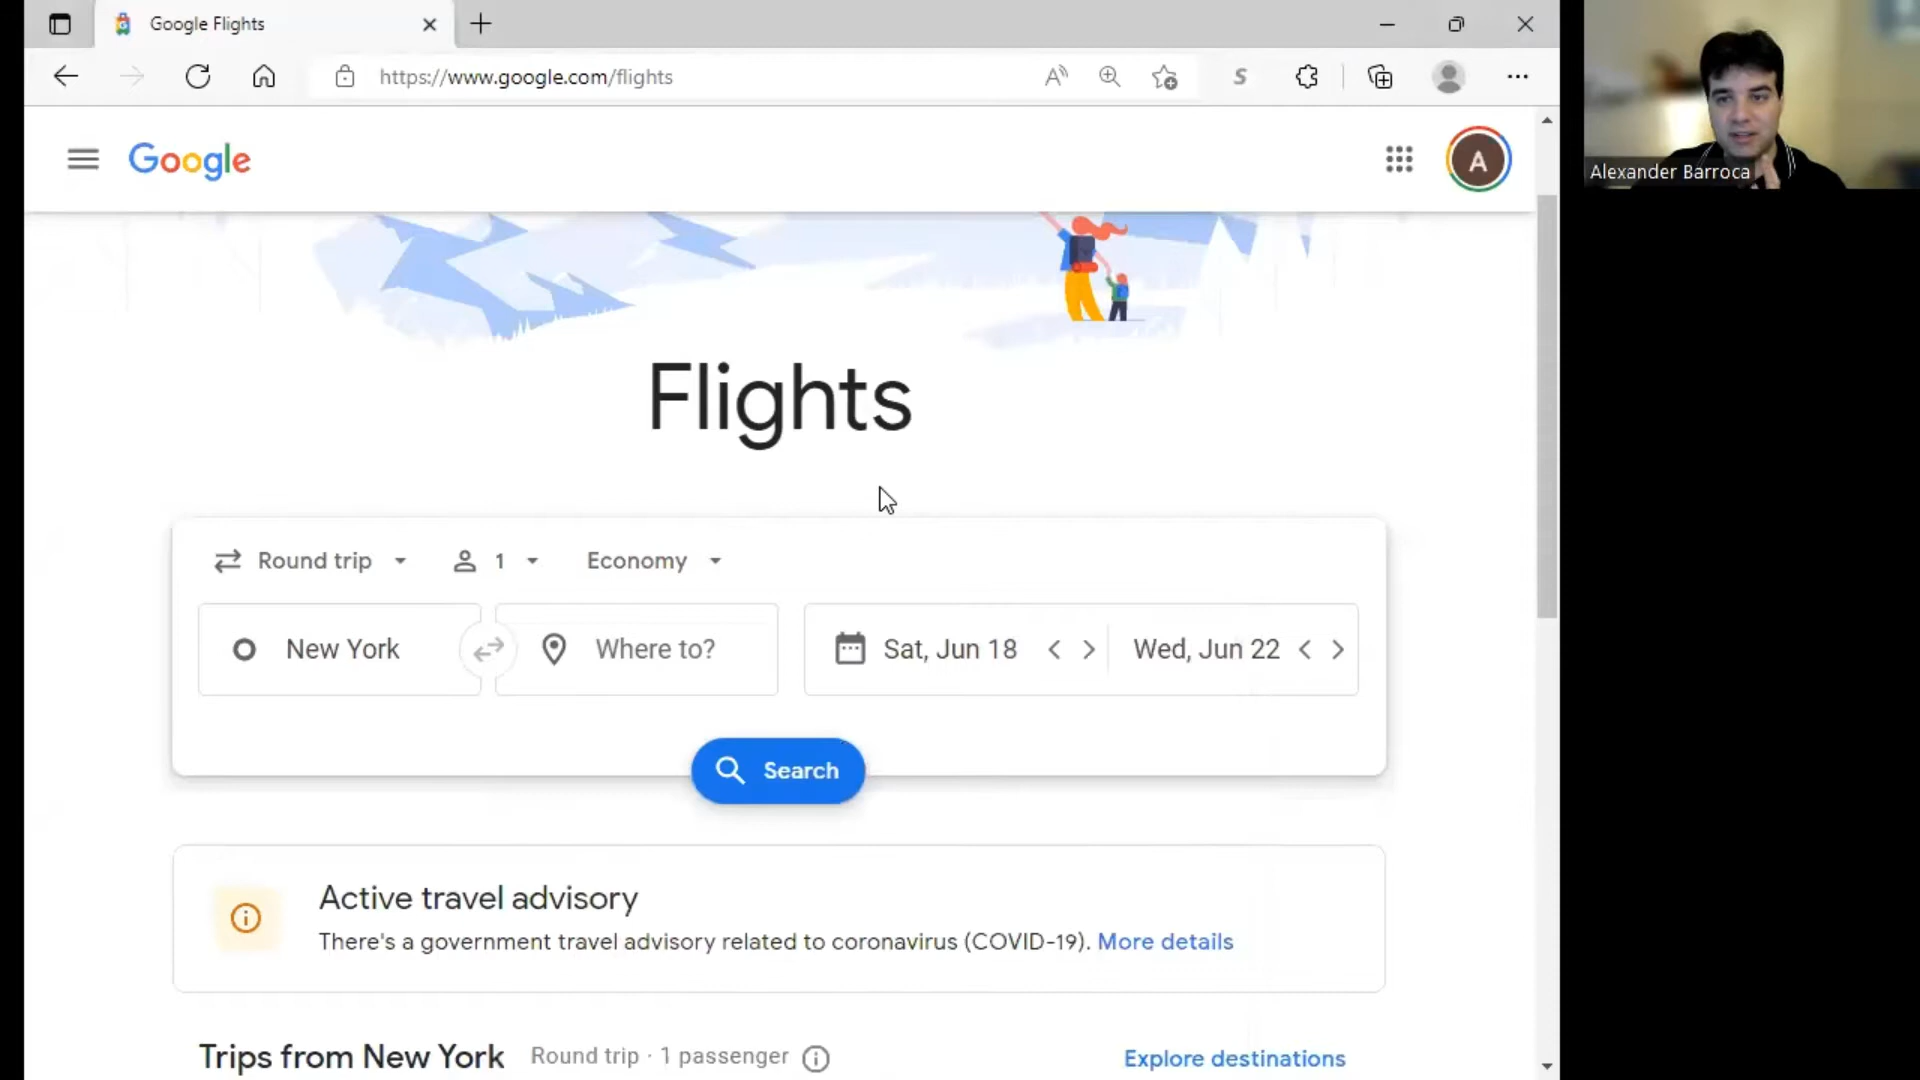 Google Flights
https://www.google.com/flights
Google
A
Alexander Barroca
Flights
Round trip 1 Economy
New York Where to? Sat, Jun 18 Wed, Jun 22
Search
Active travel advisory
There's a government travel advisory related to coronavirus (COVID-19). More details
Trips from New York Round trip · 1 passenger Explore destinations